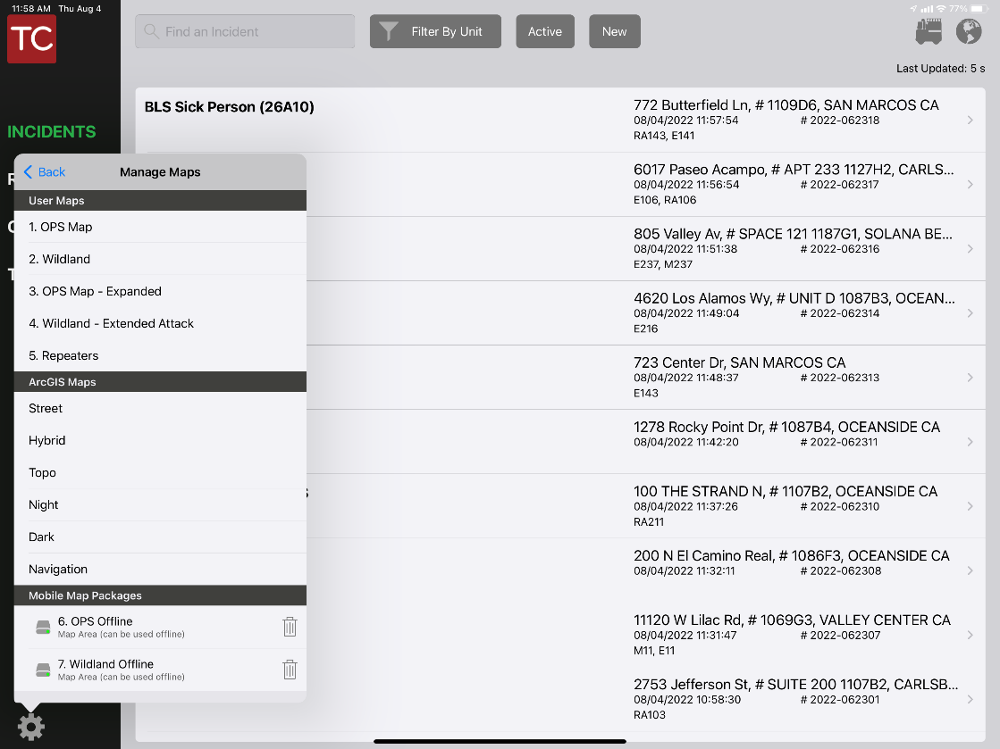 11:58 AM Thu Aug 4
77%
TC
Find an Incident
Filter By Unit
Active
New
Last Updated: 5 s
INCIDENTS
BLS Sick Person (26A10)
772 Butterfield Ln, # 1109D6, SAN MARCOS CA
08/04/2022 11:57:54 # 2022-062318
RA143, E141
6017 Paseo Acampo, # APT 233 1127H2, CARLS...
08/04/2022 11:56:54 # 2022-062317
E106, RA106
805 Valley Av, # SPACE 121 1187G1, SOLANA BE...
08/04/2022 11:51:38 # 2022-062316
E237, M237
4620 Los Alamos Wy, # UNIT D 1087B3, OCEAN...
08/04/2022 11:49:04 # 2022-062314
E216
723 Center Dr, SAN MARCOS CA
08/04/2022 11:48:37 # 2022-062313
E143
1278 Rocky Point Dr, # 1087B4, OCEANSIDE CA
08/04/2022 11:42:20 # 2022-062311
100 THE STRAND N, # 1107B2, OCEANSIDE CA
08/04/2022 11:37:26 # 2022-062310
RA211
200 N El Camino Real, # 1086F3, OCEANSIDE CA
08/04/2022 11:32:11 # 2022-062308
11120 W Lilac Rd, # 1069G3, VALLEY CENTER CA
08/04/2022 11:31:47 # 2022-062307
M11, E11
2753 Jefferson St, # SUITE 200 1107B2, CARLSB...
08/04/2022 10:58:30 # 2022-062301
RA103
Back
Manage Maps
User Maps
1. OPS Map
2. Wildland
3. OPS Map - Expanded
4. Wildland - Extended Attack
5. Repeaters
ArcGIS Maps
Street
Hybrid
Topo
Night
Dark
Navigation
Mobile Map Packages
6. OPS Offline
Map Area (can be used offline)
7. Wildland Offline
Map Area (can be used offline)